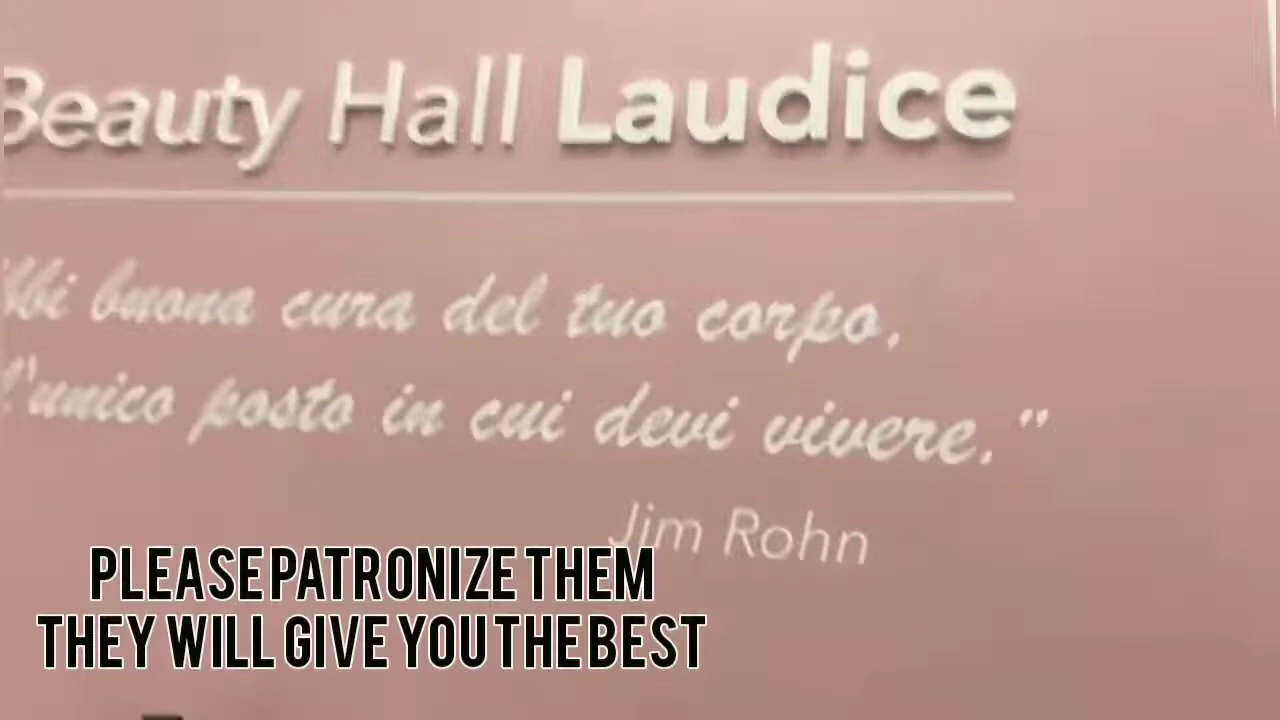 Beauty Hall Laudice
buona cura del tuo corpo,
l'unico posto in cui devi vivere."
Jim Rohn
PLEASE PATRONIZE THEM
THEY WILL GIVE YOU THE BEST